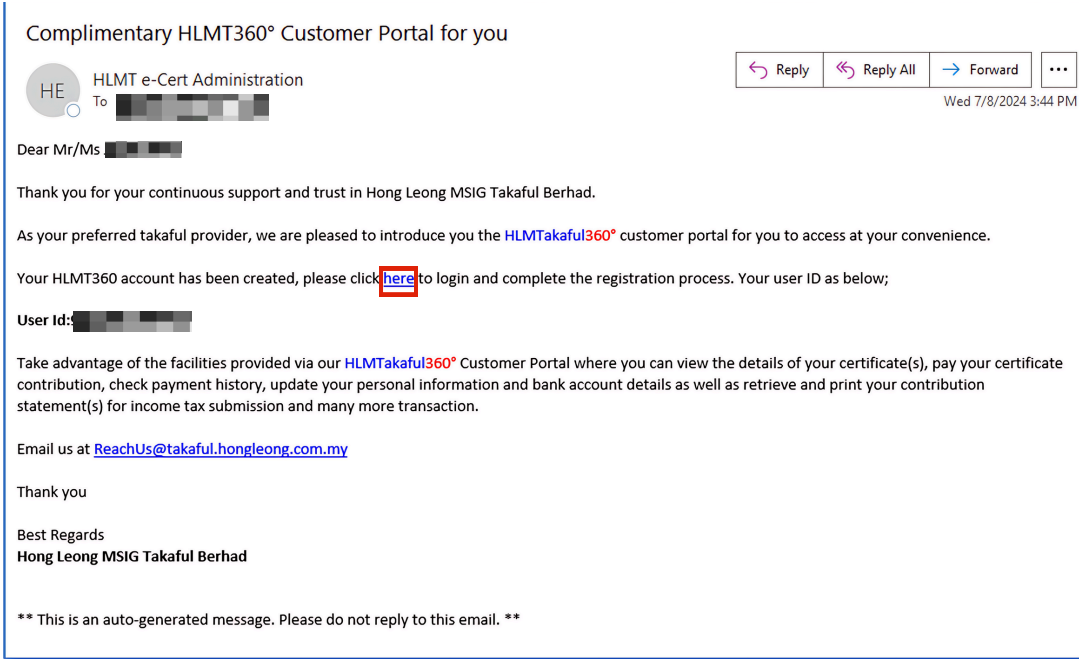 Complimentary HLMT360° Customer Portal for you
HE
HLMT e-Cert Administration
To
Reply
Reply All
Forward
Wed 7/8/2024 3:44 PM
Dear Mr/Ms
Thank you for your continuous support and trust in Hong Leong MSIG Takaful Berhad.
As your preferred takaful provider, we are pleased to introduce you the HLMTakaful360° customer portal for you to access at your convenience.
Your HLMT360 account has been created, please click here to login and complete the registration process. Your user ID as below;
User Id:
Take advantage of the facilities provided via our HLMTakaful360° Customer Portal where you can view the details of your certificate(s), pay your certificate
contribution, check payment history, update your personal information and bank account details as well as retrieve and print your contribution
statement(s) for income tax submission and many more transaction.
Email us at ReachUs@takaful.hongleong.com.my
Thank you
Best Regards
Hong Leong MSIG Takaful Berhad
** This is an auto-generated message. Please do not reply to this email. **